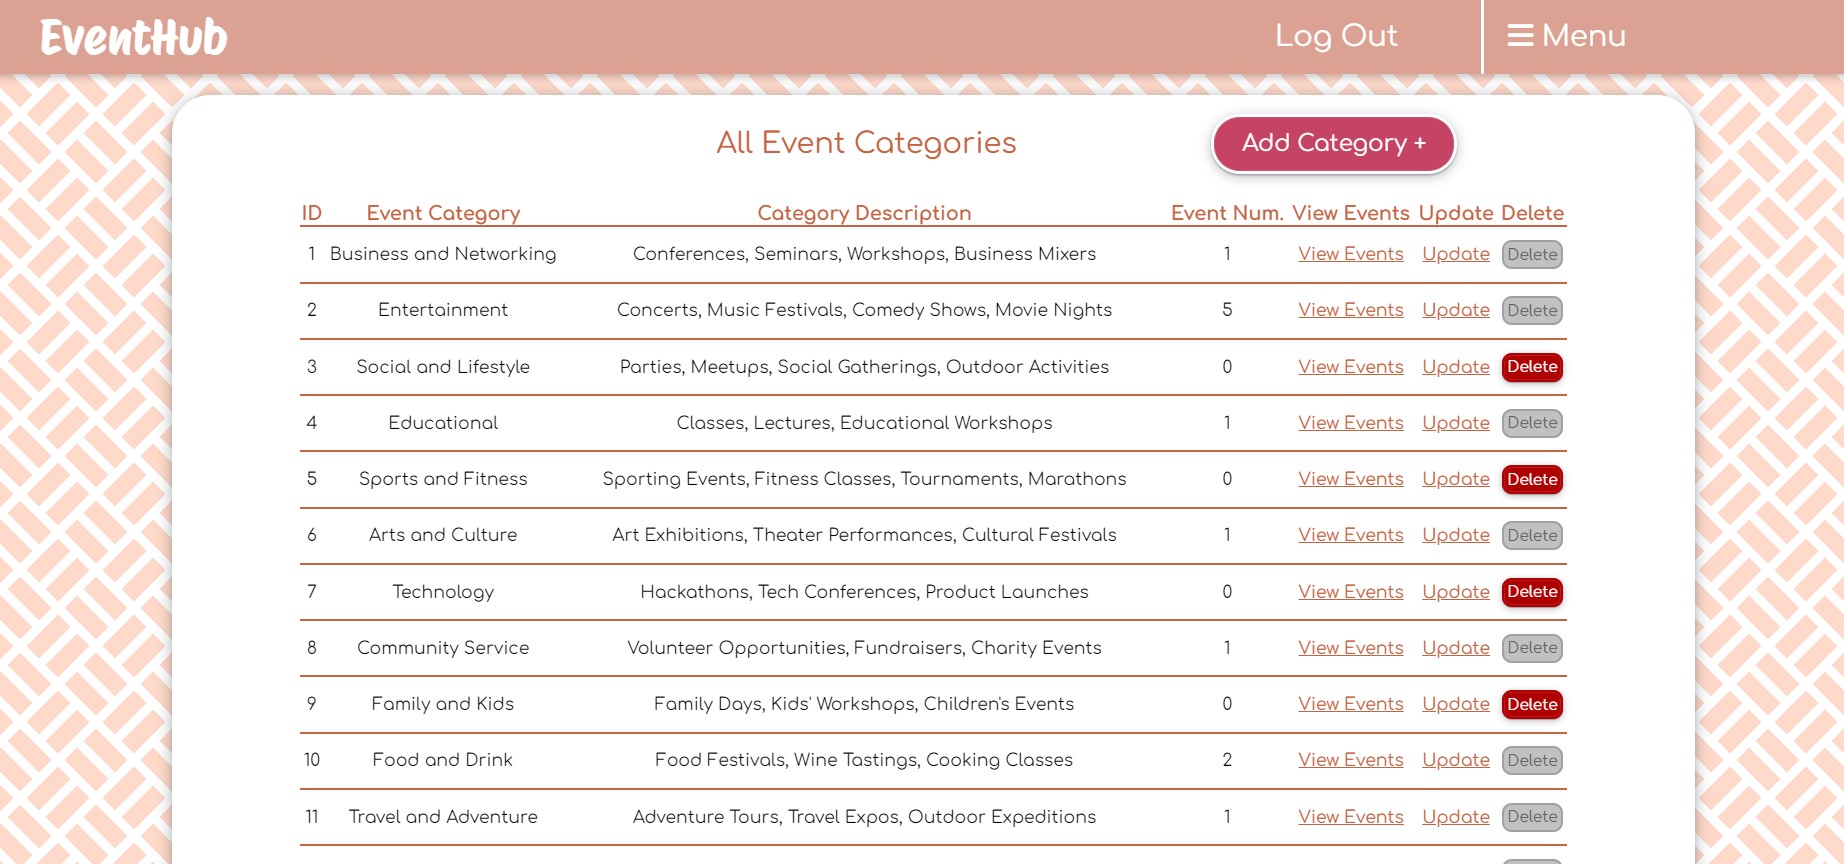 EventHub
Log Out
Menu
All Event Categories
Add Category +
ID Event Category Category Description Event Num. View Events Update Delete
1 Business and Networking Conferences, Seminars, Workshops, Business Mixers 1 View Events Update Delete
2 Entertainment Concerts, Music Festivals, Comedy Shows, Movie Nights 5 View Events Update Delete
3 Social and Lifestyle Parties, Meetups, Social Gatherings, Outdoor Activities 0 View Events Update Delete
4 Educational Classes, Lectures, Educational Workshops 1 View Events Update Delete
5 Sports and Fitness Sporting Events, Fitness Classes, Tournaments, Marathons 0 View Events Update Delete
6 Arts and Culture Art Exhibitions, Theater Performances, Cultural Festivals 1 View Events Update Delete
7 Technology Hackathons, Tech Conferences, Product Launches 0 View Events Update Delete
8 Community Service Volunteer Opportunities, Fundraisers, Charity Events 1 View Events Update Delete
9 Family and Kids Family Days, Kids' Workshops, Children's Events 0 View Events Update Delete
10 Food and Drink Food Festivals, Wine Tastings, Cooking Classes 2 View Events Update Delete
11 Travel and Adventure Adventure Tours, Travel Expos, Outdoor Expeditions 1 View Events Update Delete